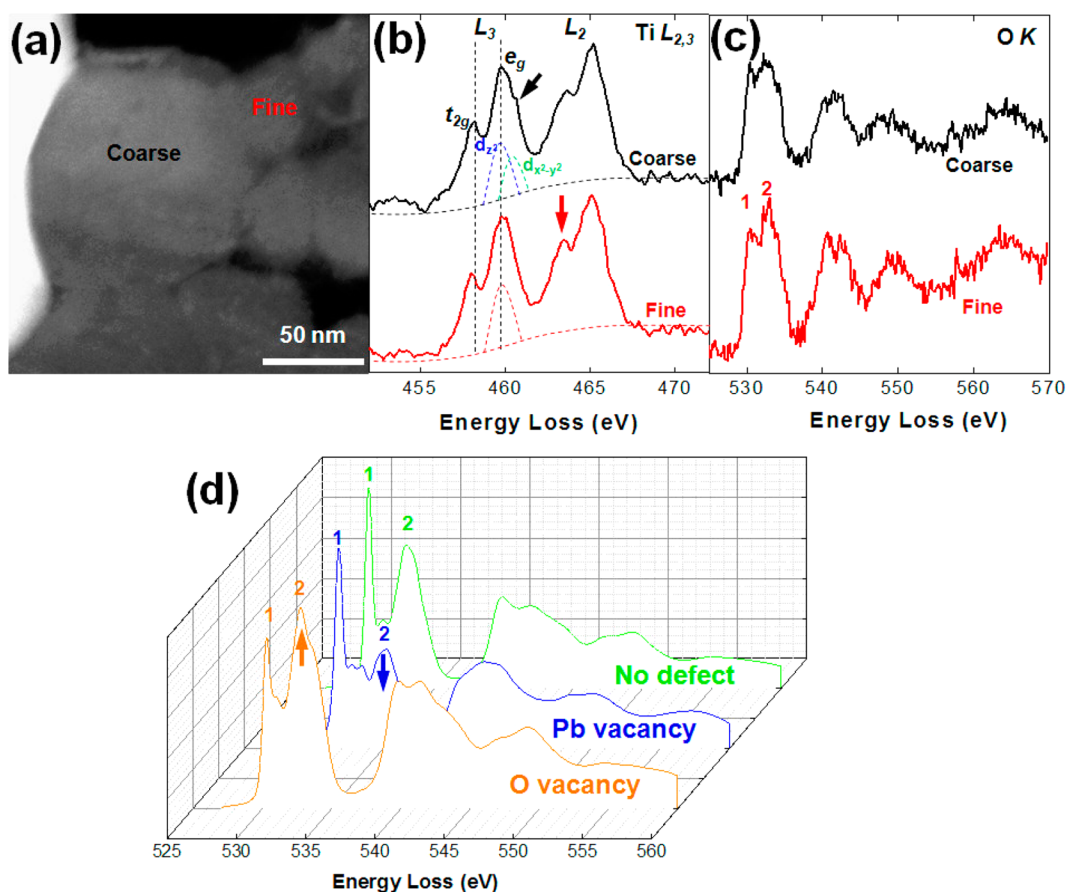 (a)
Coarse
Fine
50 nm
(b)
L3
L2
Ti L2,3
eg
t2g
dz2
dx2-y2
Coarse
Fine
455
460
465
470
Energy Loss (eV)
(c)
O K
Coarse
1
2
Fine
530
540
550
560
570
Energy Loss (eV)
(d)
1
2
No defect
1
2
Pb vacancy
1
2
O vacancy
525
530
535
540
545
550
555
560
Energy Loss (eV)